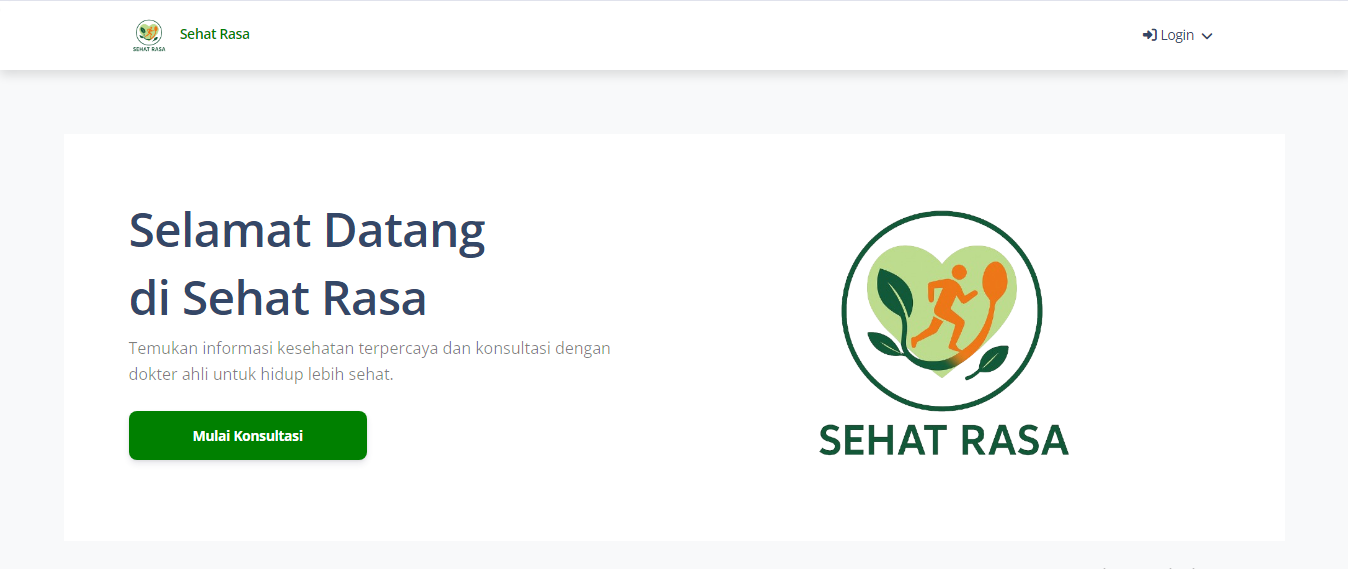 SEHAT RASA
Sehat Rasa
Login
Selamat Datang
di Sehat Rasa
Temukan informasi kesehatan terpercaya dan konsultasi dengan
dokter ahli untuk hidup lebih sehat.
Mulai Konsultasi
SEHAT RASA